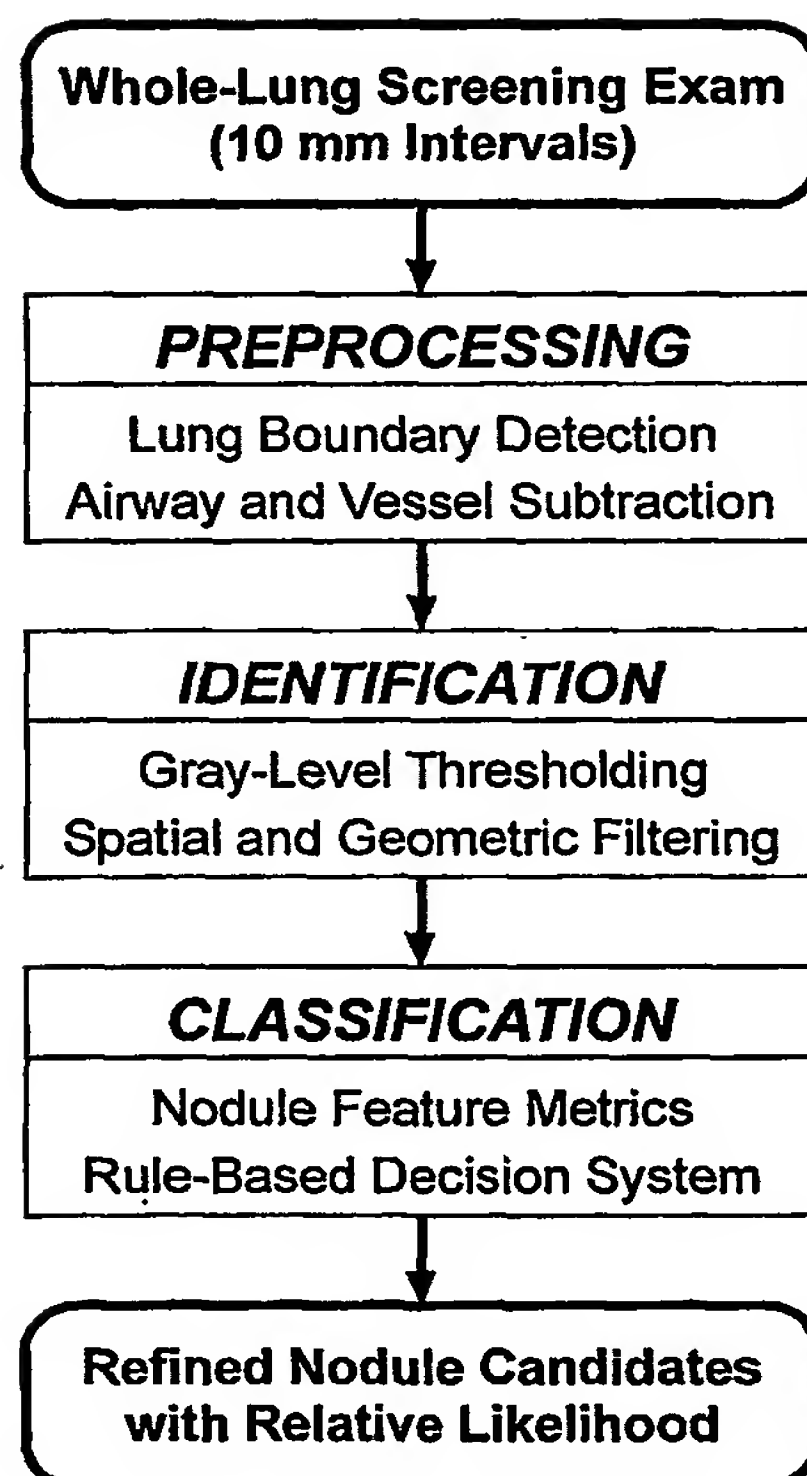 Whole-Lung Screening Exam
(10 mm Intervals)
PREPROCESSING
Lung Boundary Detection
Airway and Vessel Subtraction
IDENTIFICATION
Gray-Level Thresholding
Spatial and Geometric Filtering
CLASSIFICATION
Nodule Feature Metrics
Rule-Based Decision System
Refined Nodule Candidates
with Relative Likelihood